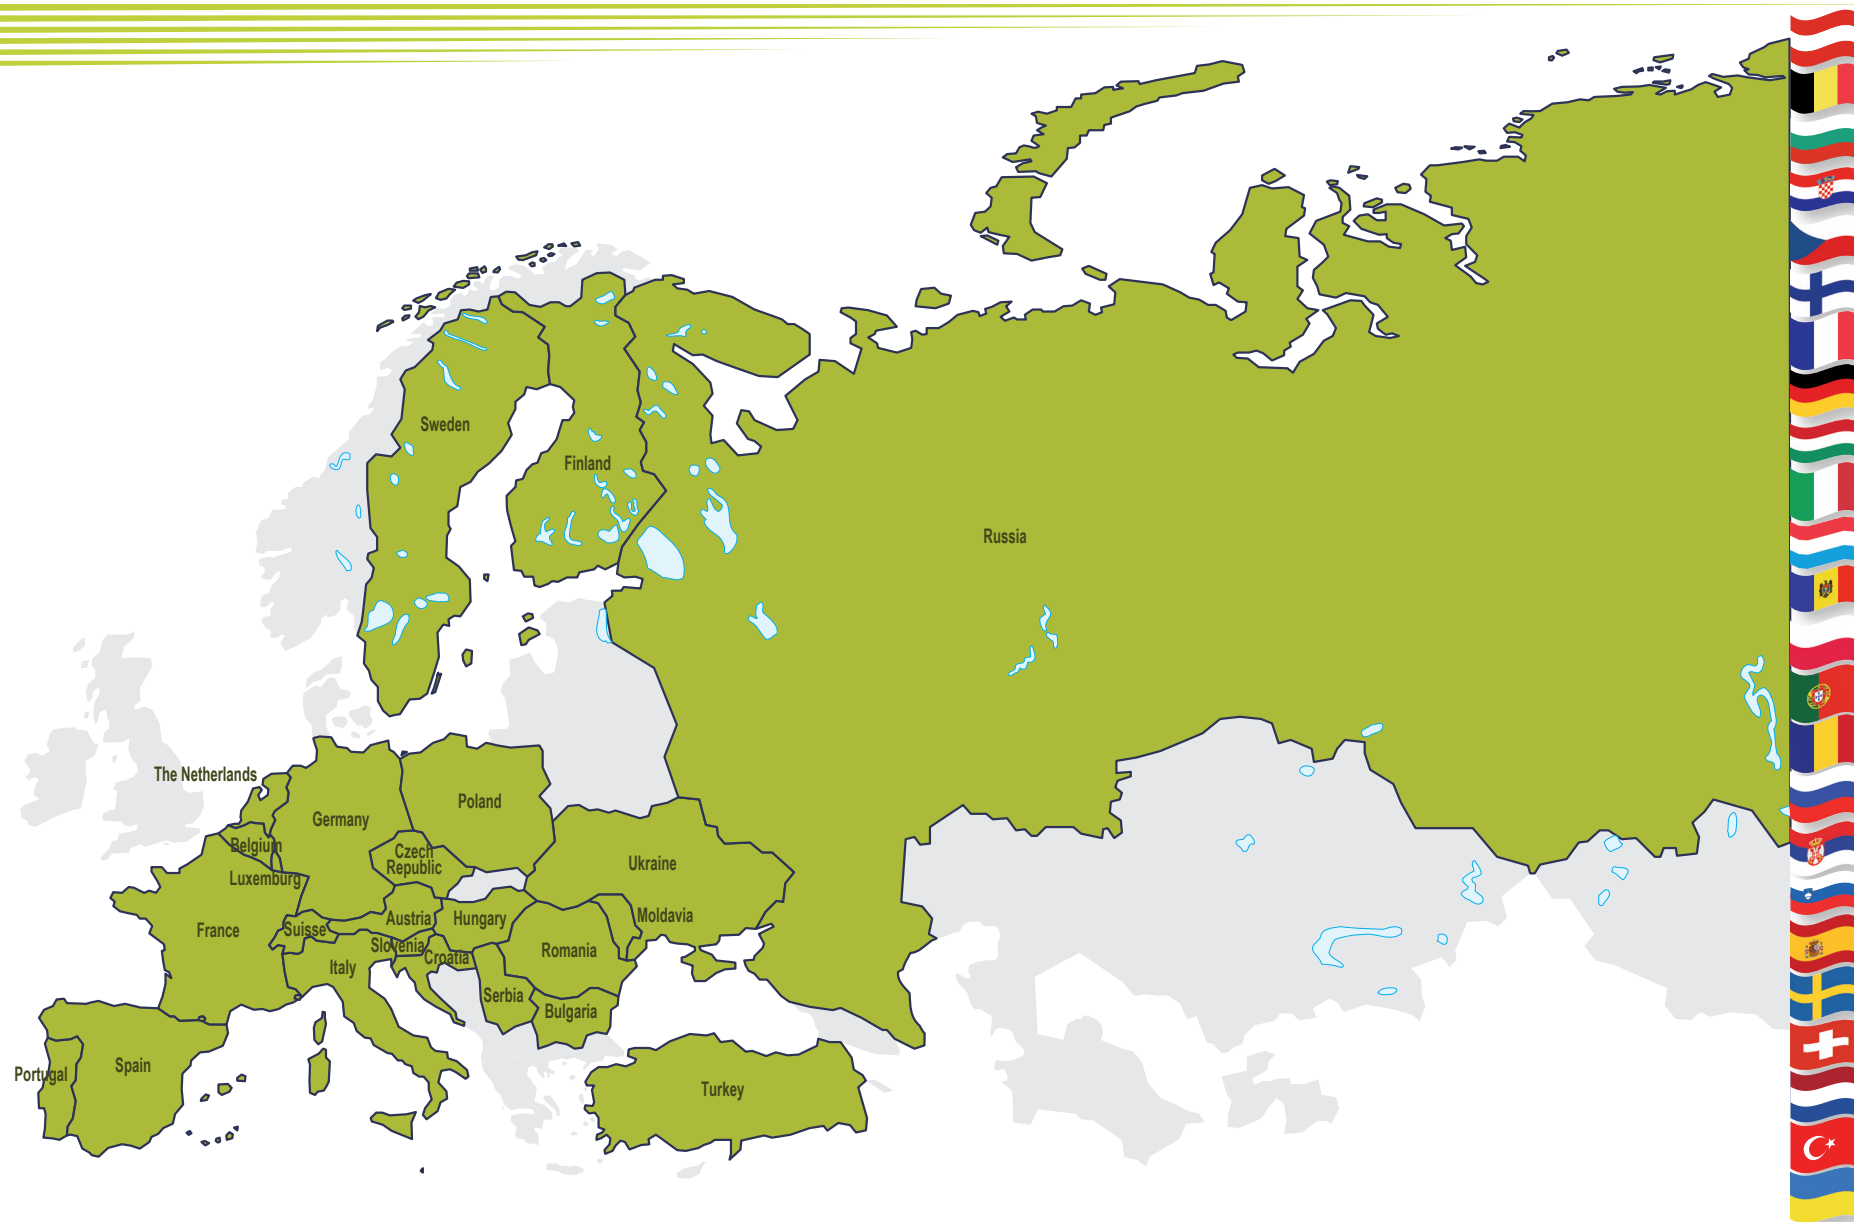 Sweden
Finland
Russia
The Netherlands
Poland
Germany
Belgium
Czech
Republic
Ukraine
Luxemburg
France
Suisse
Austria
Hungary
Moldavia
Slovenia
Croatia
Romania
Italy
Serbia
Bulgaria
Spain
Portugal
Turkey